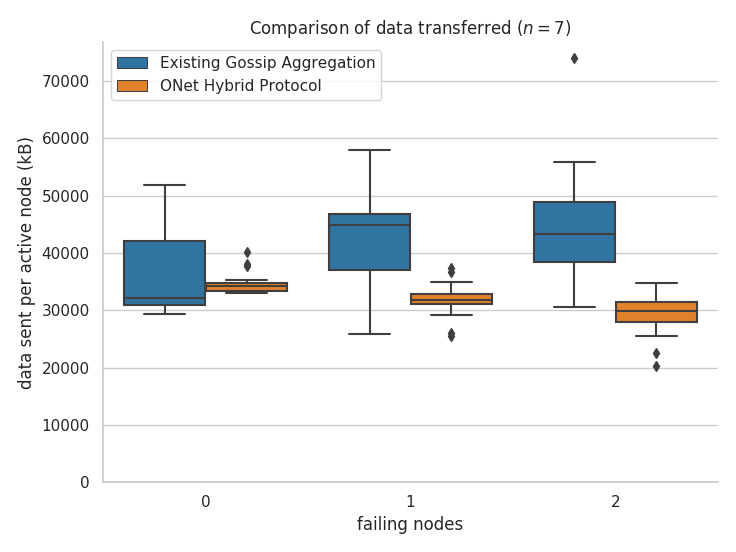 Comparison of data transferred (n = 7)
Existing Gossip Aggregation
ONet Hybrid Protocol
data sent per active node (kB)
70000
60000
50000
40000
30000
20000
10000
0
0 1 2
failing nodes